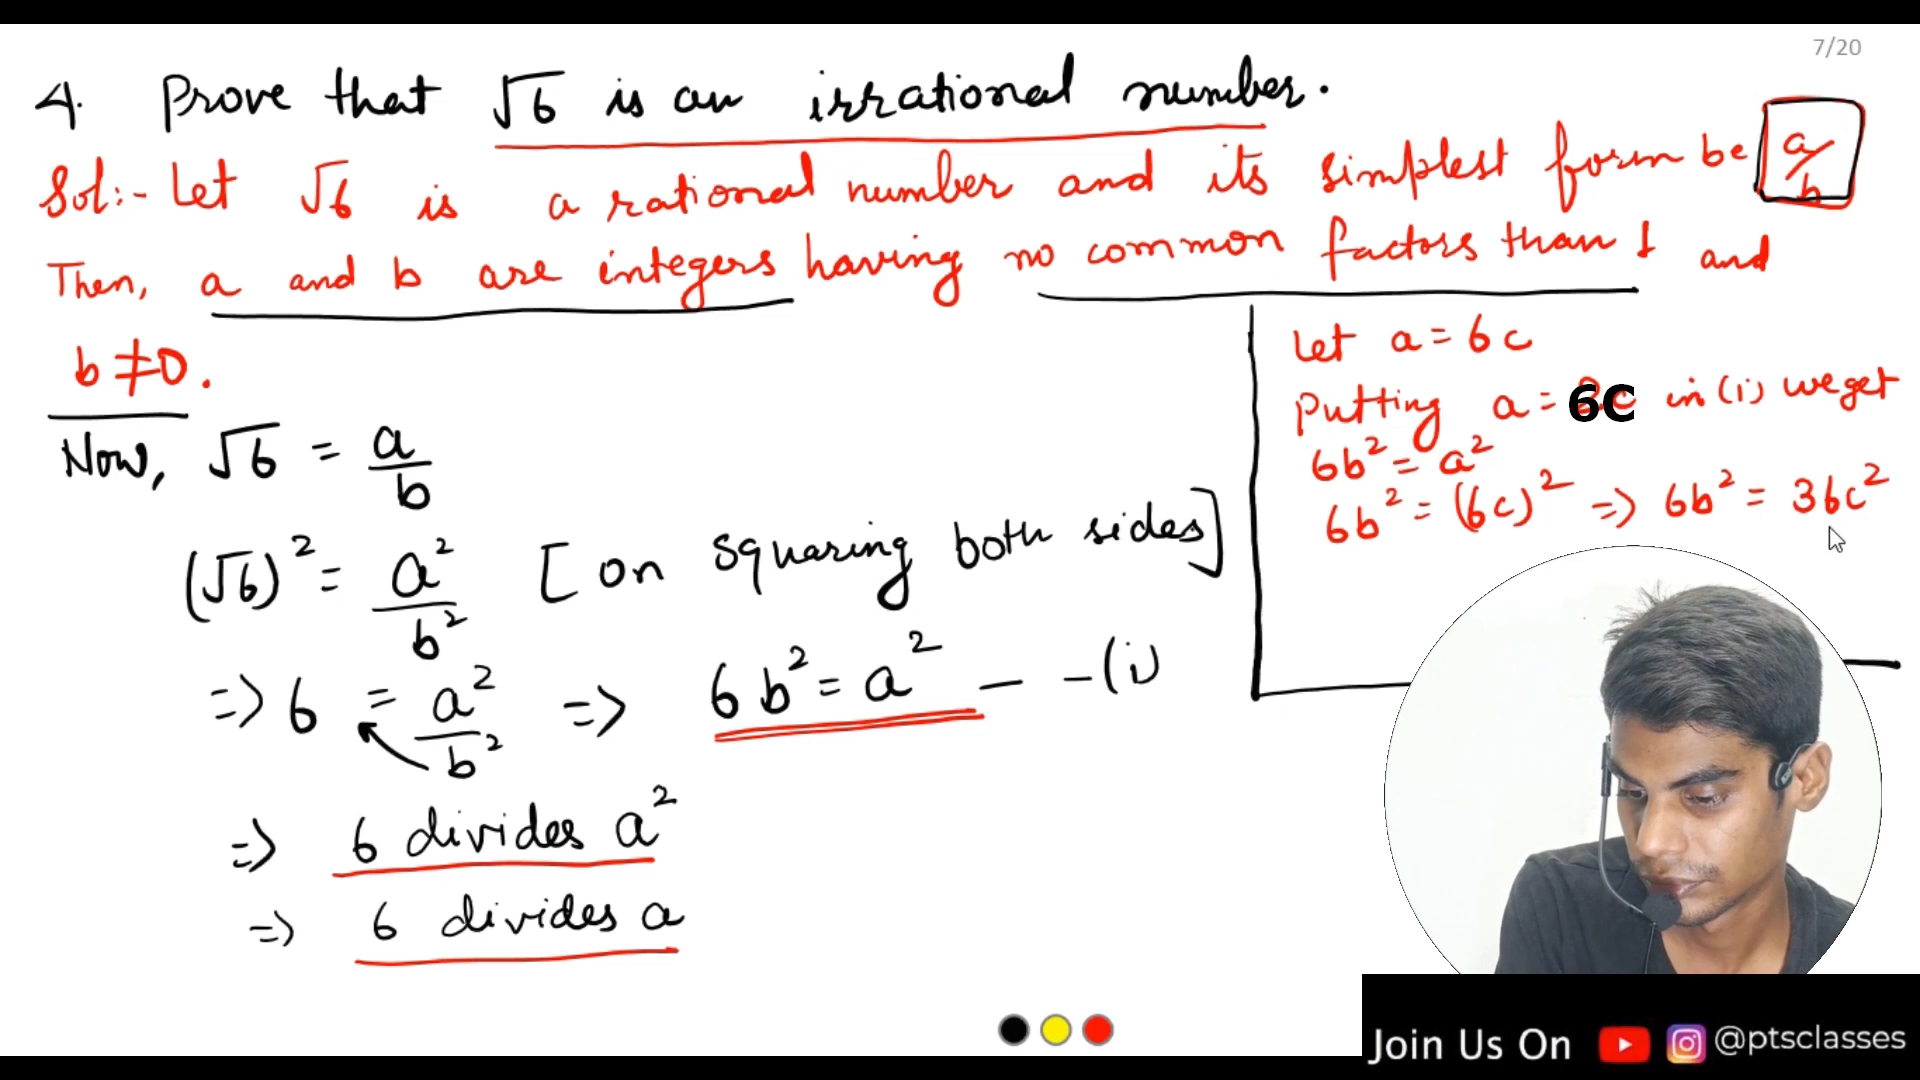 7/20
4. Prove that √6 is an irrational number.
Sol:- Let √6 is a rational number and its simplest form be a/b
Then, a and b are integers having no common factors than 1 and
b ≠ 0.
Now, √6 = a/b
(√6)² = a²/b² [on squaring both sides]
=> 6 = a²/b² => 6b² = a² - -(i)
=> 6 divides a²
=> 6 divides a
Let a = 6c
Putting a = 6C in (i) we get
6b² = a²
6b² = (6c)² => 6b² = 36c²
Join Us On @ptsclasses